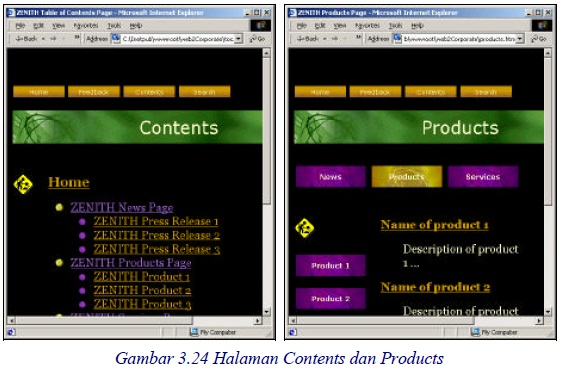 ZENITH Table of Contents Page - Microsoft Internet Explorer
File Edit View Favorites Tools Help
Back Address C:\Inetpub\wwwroot\web2Corporate\toc. Go
Home Feedback Contents Search
Contents
Home
ZENITH News Page
ZENITH Press Release 1
ZENITH Press Release 2
ZENITH Press Release 3
ZENITH Products Page
ZENITH Product 1
ZENITH Product 2
ZENITH Product 3
My Computer
ZENITH Products Page - Microsoft Internet Explorer
File Edit View Favorites Tools Help
Back Address b\wwwroot\web2Corporate\products.htm Go
Home Feedback Contents Search
Products
News Products Services
Name of product 1
Description of product
1 ...
Product 1
Name of product 2
Product 2
Description of product
My Computer
Gambar 3.24 Halaman Contents dan Products